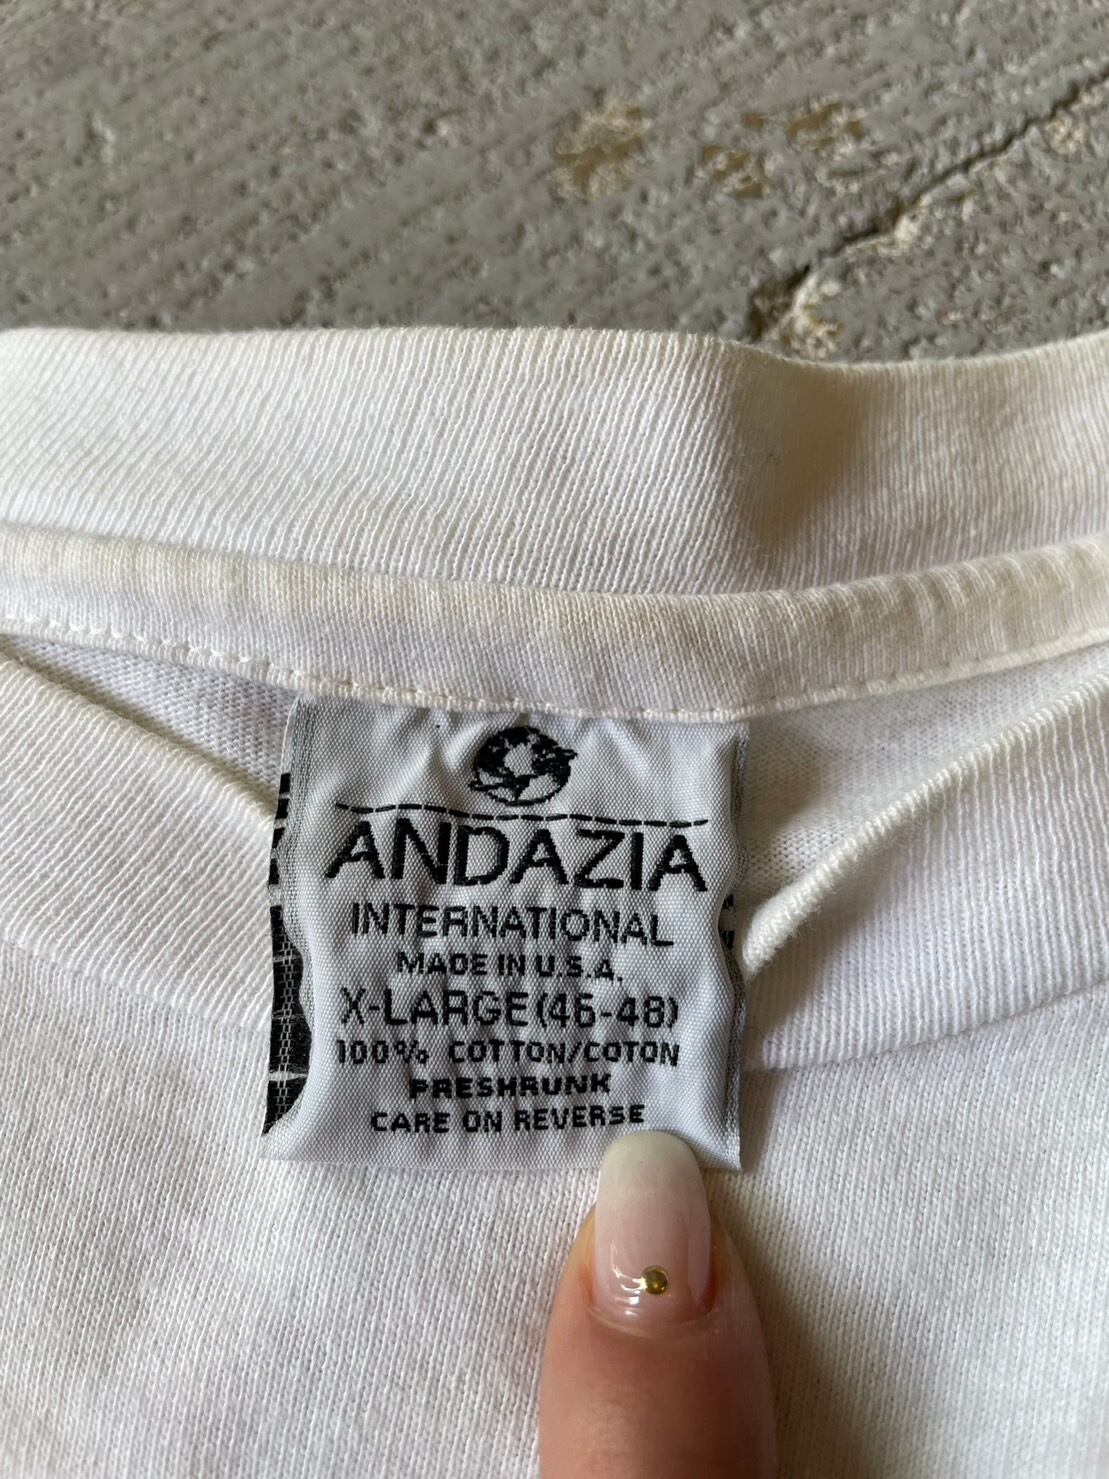 ANDAZIA
INTERNATIONAL
MADE IN U.S.A.
X-LARGE (46-48)
100% COTTON/COTON
PRESHRUNK
CARE ON REVERSE